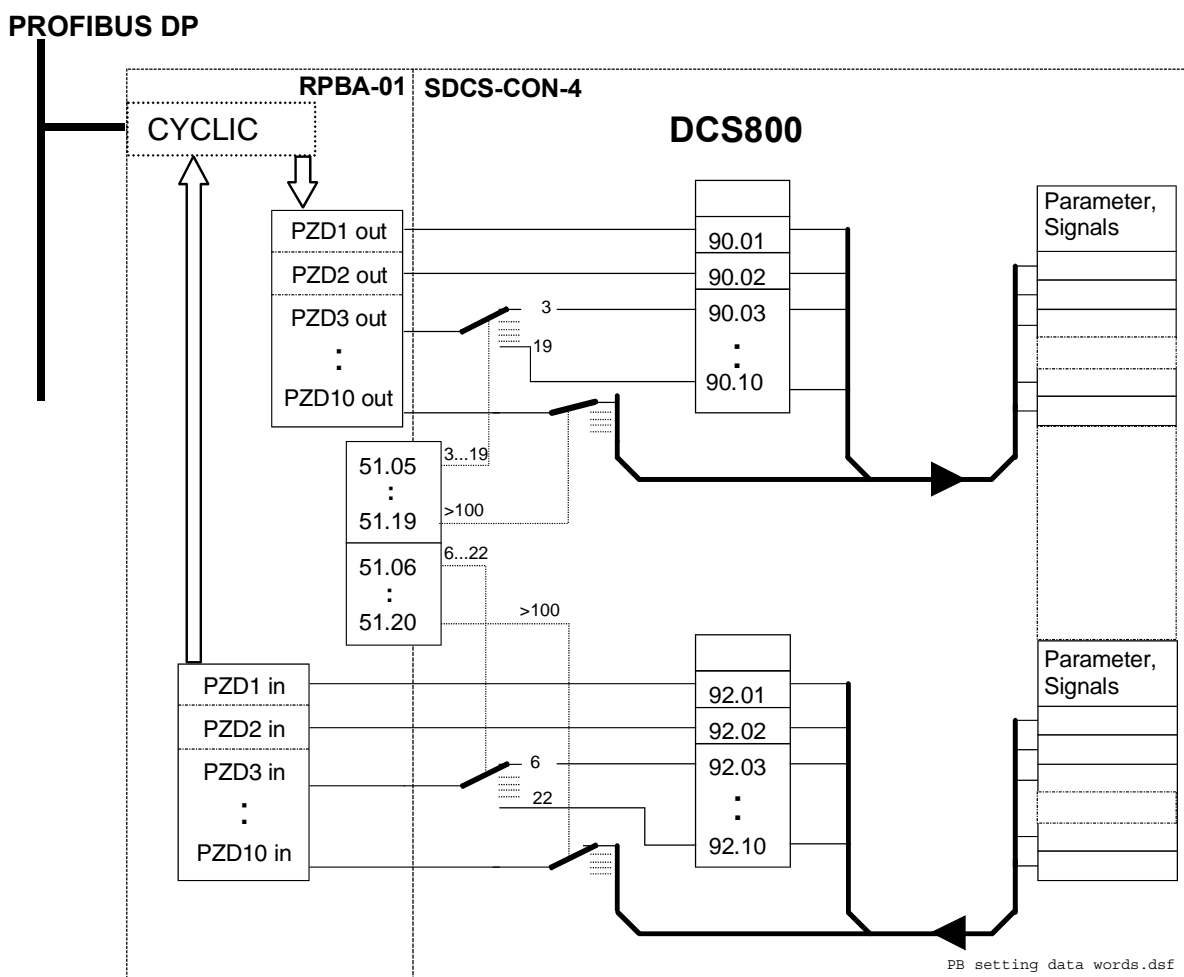 PROFIBUS DP
RPBA-01
SDCS-CON-4
CYCLIC
DCS800
PZD1 out
PZD2 out
PZD3 out
:
PZD10 out
3
19
90.01
90.02
90.03
:
90.10
Parameter,
Signals
51.05
:
51.19
3...19
>100
51.06
:
51.20
6...22
>100
PZD1 in
PZD2 in
PZD3 in
:
PZD10 in
6
22
92.01
92.02
92.03
:
92.10
Parameter,
Signals
PB setting data words.dsf